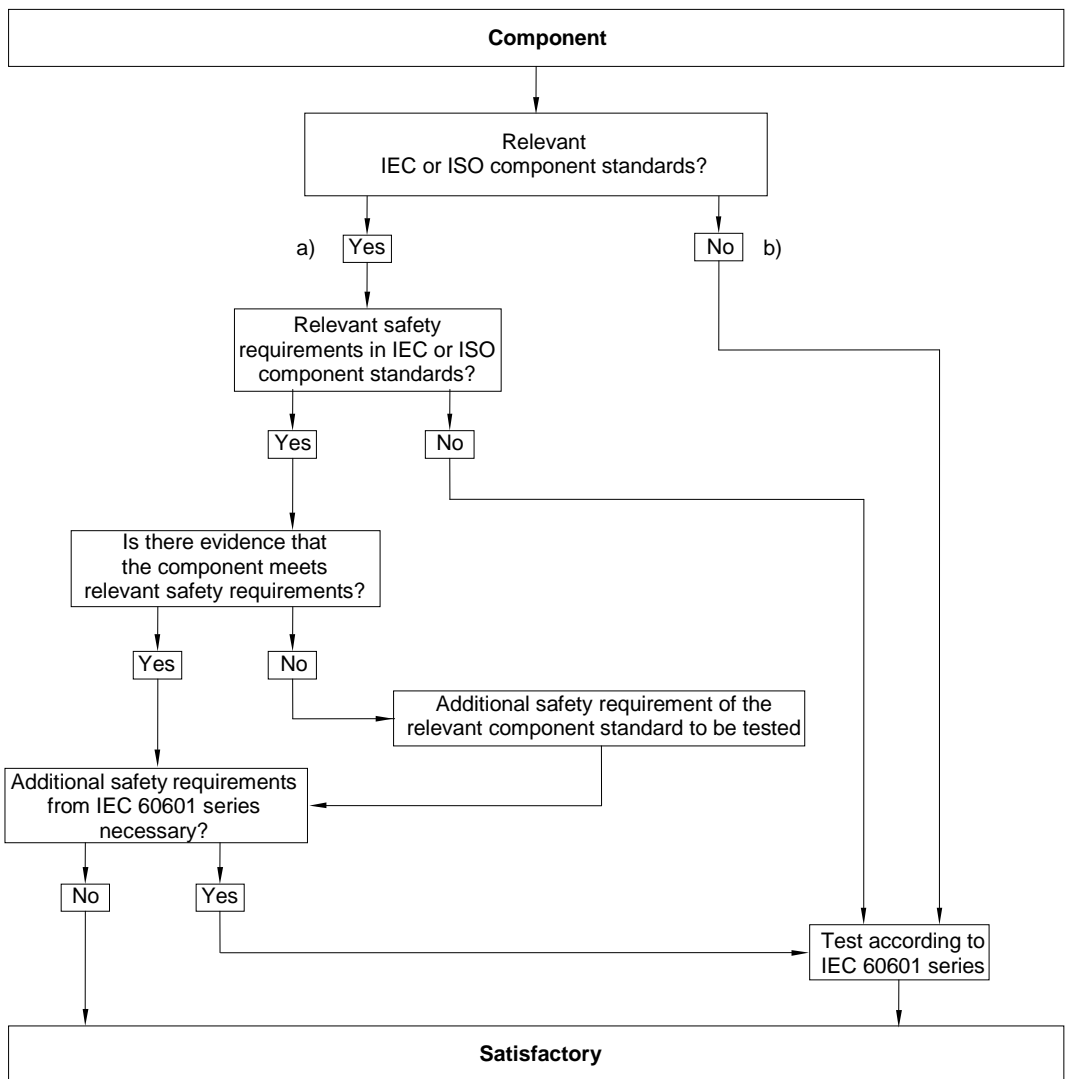 Component
Relevant
IEC or ISO component standards?
a)
Yes
No
b)
Relevant safety
requirements in IEC or ISO
component standards?
Yes
No
Is there evidence that
the component meets
relevant safety requirements?
Yes
No
Additional safety requirement of the
relevant component standard to be tested
Additional safety requirements
from IEC 60601 series
necessary?
No
Yes
Test according to
IEC 60601 series
Satisfactory